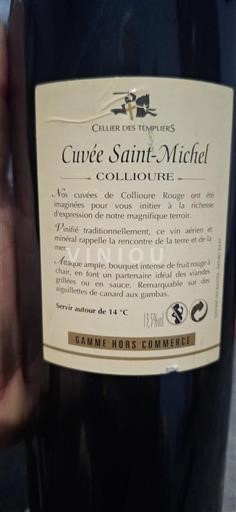 CELLIER DES TEMPLIERS
Cuvée Saint-Michel
COLLIOURE
Nos cuvées de Collioure Rouge ont été
imaginées pour vous initier à la richesse
d'expression de notre magnifique terroir.
Vinifié traditionnellement, ce vin aérien et
minéral rappelle la rencontre de la terre et de la
mer.
VINIOU
Attaque ample, bouquet intense de fruit rouge à
chair, en font un partenaire idéal des viandes
grillées ou en sauce. Remarquable sur des
aiguillettes de canard aux gambas.
Servir autour de 14 °C
13,5%vol
GAMME HORS COMMERCE